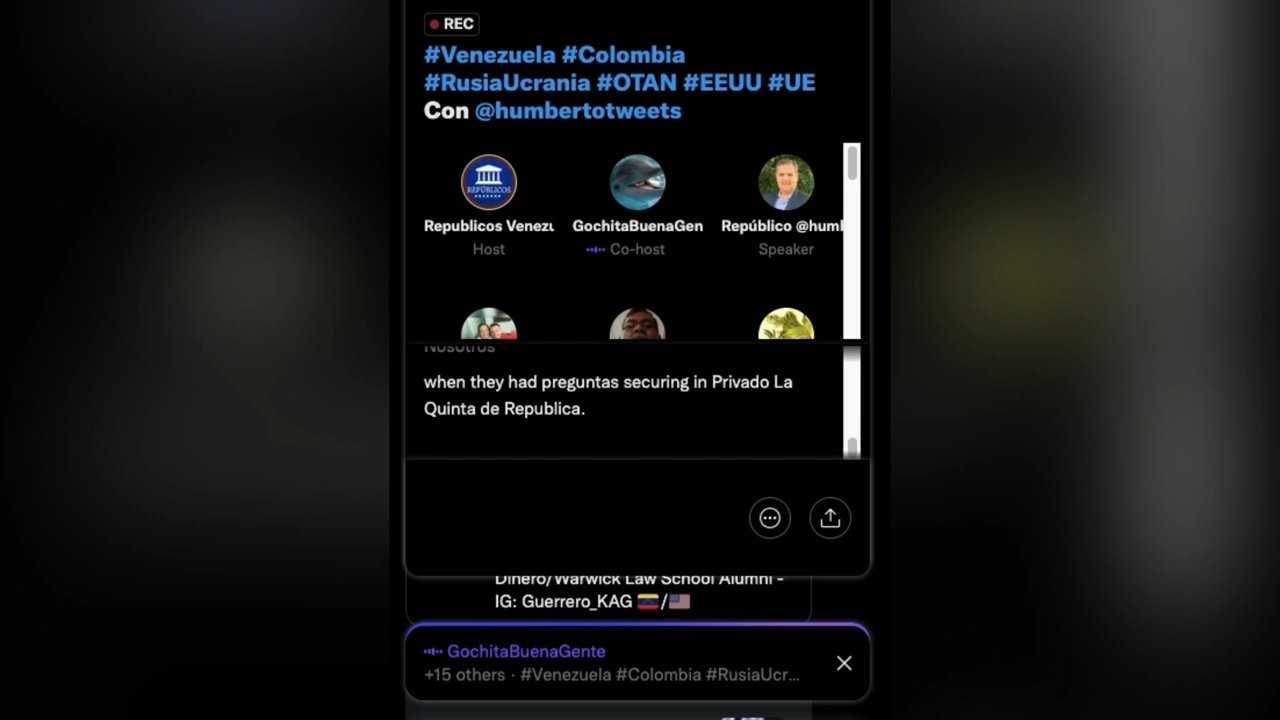 REC
#Venezuela #Colombia
#RusiaUcrania #OTAN #EEUU #UE
Con @humbertotweets
REPÚBLICOS
Republicos Venezu
GochitaBuenaGen
Repúblico @humb
Host
Co-host
Speaker
Nosotros
when they had preguntas securing in Privado La
Quinta de Republica.
Dinero/Warwick Law School Alumni -
IG: Guerrero_KAG 🇻🇪/🇺🇸
GochitaBuenaGente
+15 others · #Venezuela #Colombia #RusiaUcr...